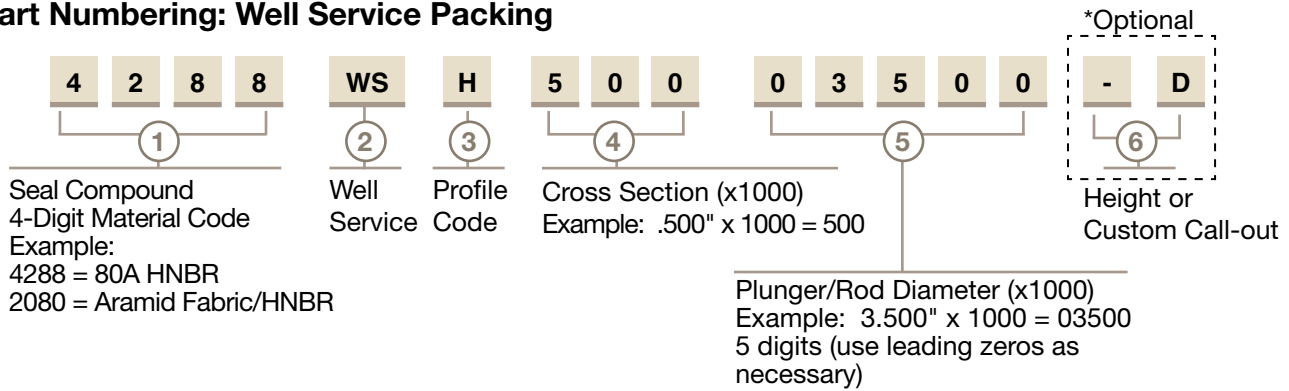 art Numbering: Well Service Packing
*Optional
4 2 8 8 WS H 5 0 0 0 3 5 0 0 - D
1 2 3 4 5 6
Seal Compound
4-Digit Material Code
Example:
4288 = 80A HNBR
2080 = Aramid Fabric/HNBR
Well
Service
Profile
Code
Cross Section (x1000)
Example: .500" x 1000 = 500
Plunger/Rod Diameter (x1000)
Example: 3.500" x 1000 = 03500
5 digits (use leading zeros as
necessary)
Height or
Custom Call-out